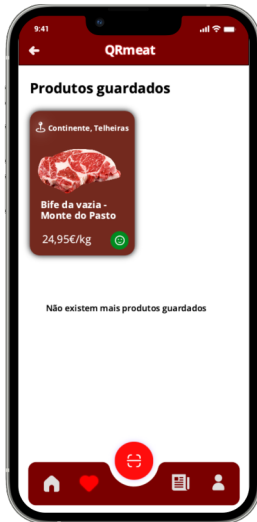 9:41
QRmeat
Produtos guardados
Continente, Telheiras
Bife da vazia -
Monte do Pasto
24,95€/kg
Não existem mais produtos guardados